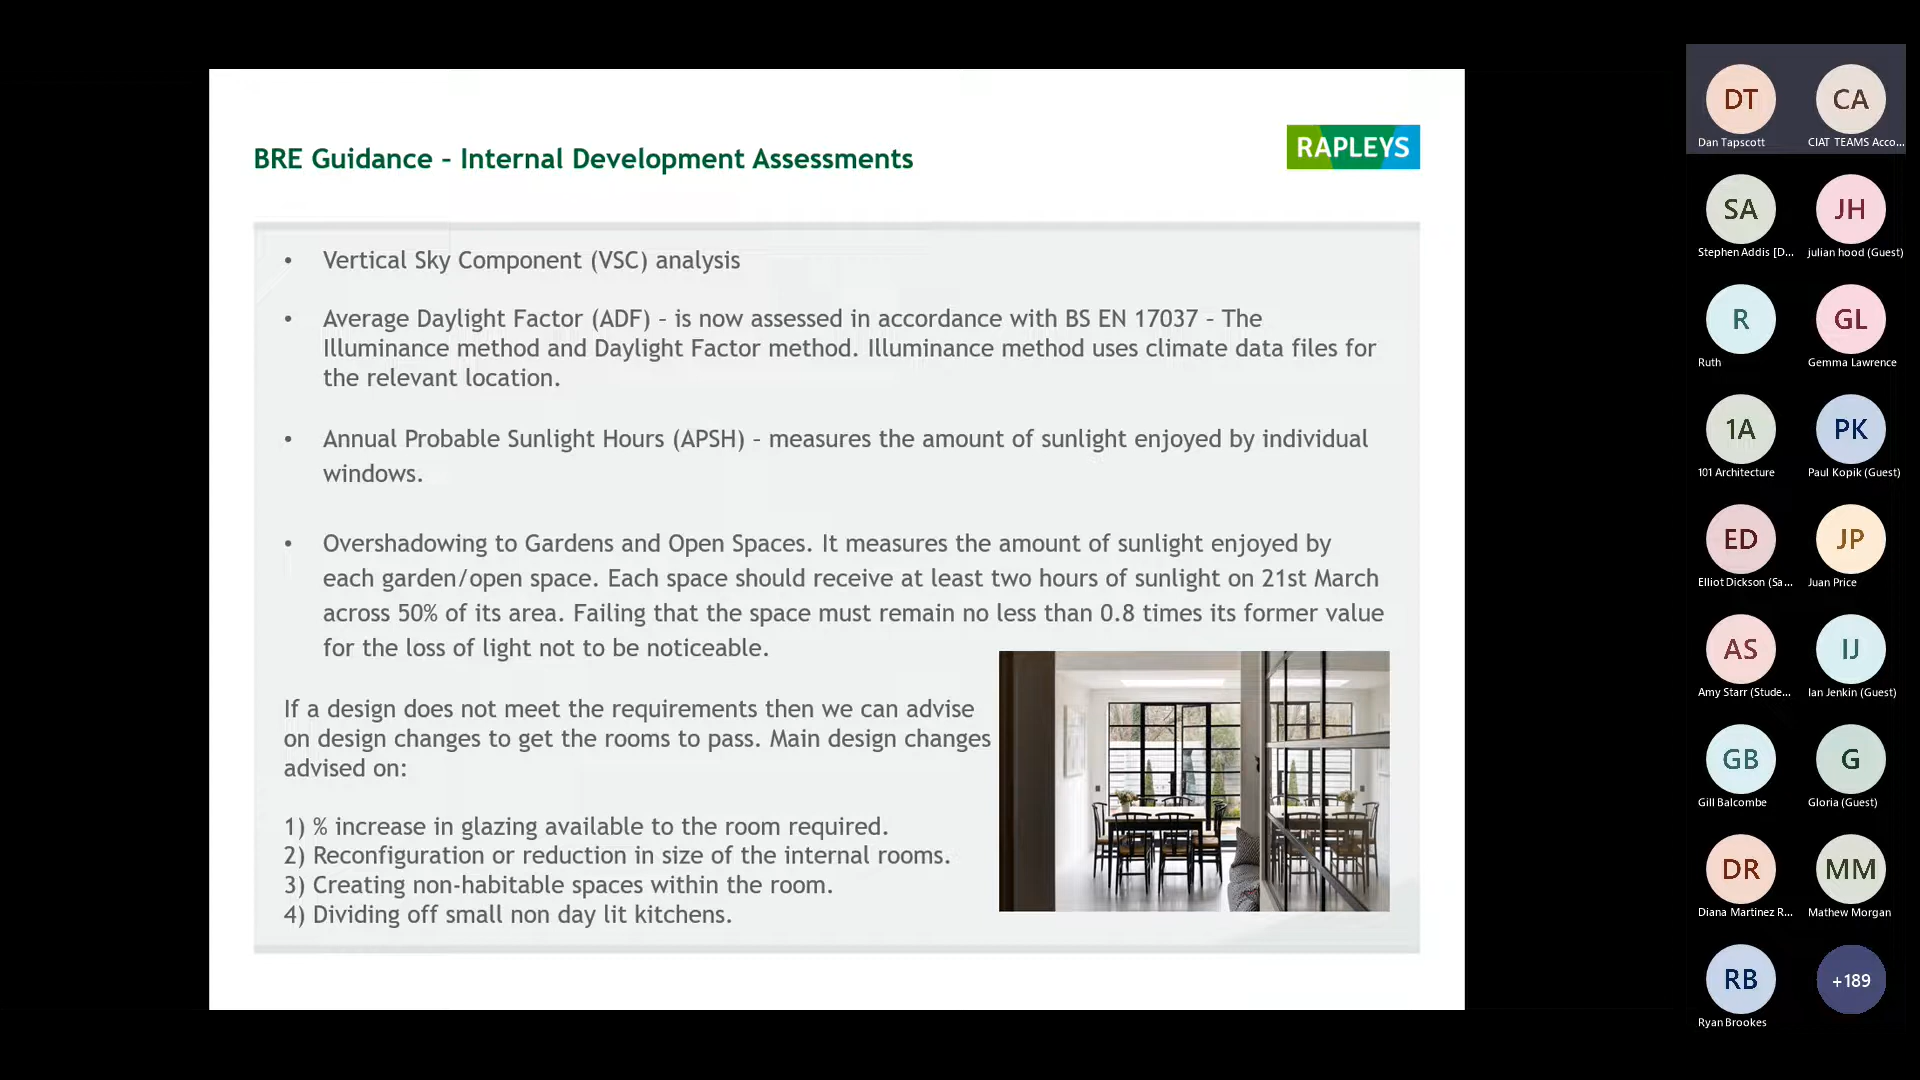 BRE Guidance – Internal Development Assessments
RAPLEYS
• Vertical Sky Component (VSC) analysis
• Average Daylight Factor (ADF) – is now assessed in accordance with BS EN 17037 – The
Illuminance method and Daylight Factor method. Illuminance method uses climate data files for
the relevant location.
• Annual Probable Sunlight Hours (APSH) – measures the amount of sunlight enjoyed by individual
windows.
• Overshadowing to Gardens and Open Spaces. It measures the amount of sunlight enjoyed by
each garden/open space. Each space should receive at least two hours of sunlight on 21st March
across 50% of its area. Failing that the space must remain no less than 0.8 times its former value
for the loss of light not to be noticeable.
If a design does not meet the requirements then we can advise
on design changes to get the rooms to pass. Main design changes
advised on:
1) % increase in glazing available to the room required.
2) Reconfiguration or reduction in size of the internal rooms.
3) Creating non-habitable spaces within the room.
4) Dividing off small non day lit kitchens.
DT CA
Dan Tapscott CIAT TEAMS Acco...
SA JH
Stephen Addis [D... julian hood (Guest)
R GL
Ruth Gemma Lawrence
1A PK
101 Architecture Paul Kopik (Guest)
ED JP
Elliot Dickson (Sa... Juan Price
AS IJ
Amy Starr (Stude... Ian Jenkin (Guest)
GB G
Gill Balcombe Gloria (Guest)
DR MM
Diana Martinez R... Mathew Morgan
RB +189
Ryan Brookes